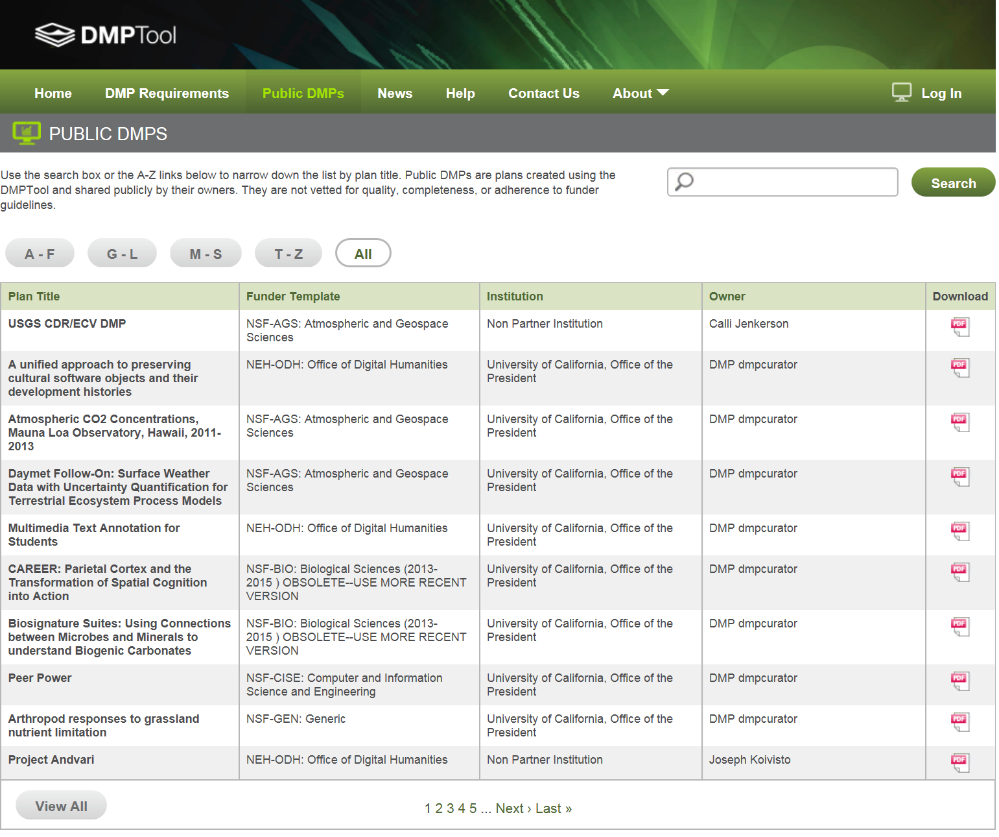 DMPTool
Home DMP Requirements Public DMPs News Help Contact Us About Log In
PUBLIC DMPS
Use the search box or the A-Z links below to narrow down the list by plan title. Public DMPs are plans created using the
DMPTool and shared publicly by their owners. They are not vetted for quality, completeness, or adherence to funder
guidelines.
Search
A - F G - L M - S T - Z All
Plan Title Funder Template Institution Owner Download
USGS CDR/ECV DMP NSF-AGS: Atmospheric and Geospace Non Partner Institution Calli Jenkerson PDF
Sciences
A unified approach to preserving NEH-ODH: Office of Digital Humanities University of California, Office of the DMP dmpcurator PDF
cultural software objects and their President
development histories
Atmospheric CO2 Concentrations, NSF-AGS: Atmospheric and Geospace University of California, Office of the DMP dmpcurator PDF
Mauna Loa Observatory, Hawaii, 2011- Sciences President
2013
Daymet Follow-On: Surface Weather NSF-AGS: Atmospheric and Geospace University of California, Office of the DMP dmpcurator PDF
Data with Uncertainty Quantification for Sciences President
Terrestrial Ecosystem Process Models
Multimedia Text Annotation for NEH-ODH: Office of Digital Humanities University of California, Office of the DMP dmpcurator PDF
Students President
CAREER: Parietal Cortex and the NSF-BIO: Biological Sciences (2013- University of California, Office of the DMP dmpcurator PDF
Transformation of Spatial Cognition 2015 ) OBSOLETE--USE MORE RECENT President
into Action VERSION
Biosignature Suites: Using Connections NSF-BIO: Biological Sciences (2013- University of California, Office of the DMP dmpcurator PDF
between Microbes and Minerals to 2015 ) OBSOLETE--USE MORE RECENT President
understand Biogenic Carbonates VERSION
Peer Power NSF-CISE: Computer and Information University of California, Office of the DMP dmpcurator PDF
Science and Engineering President
Arthropod responses to grassland NSF-GEN: Generic University of California, Office of the DMP dmpcurator PDF
nutrient limitation President
Project Andvari NEH-ODH: Office of Digital Humanities Non Partner Institution Joseph Koivisto PDF
View All 1 2 3 4 5 ... Next › Last »